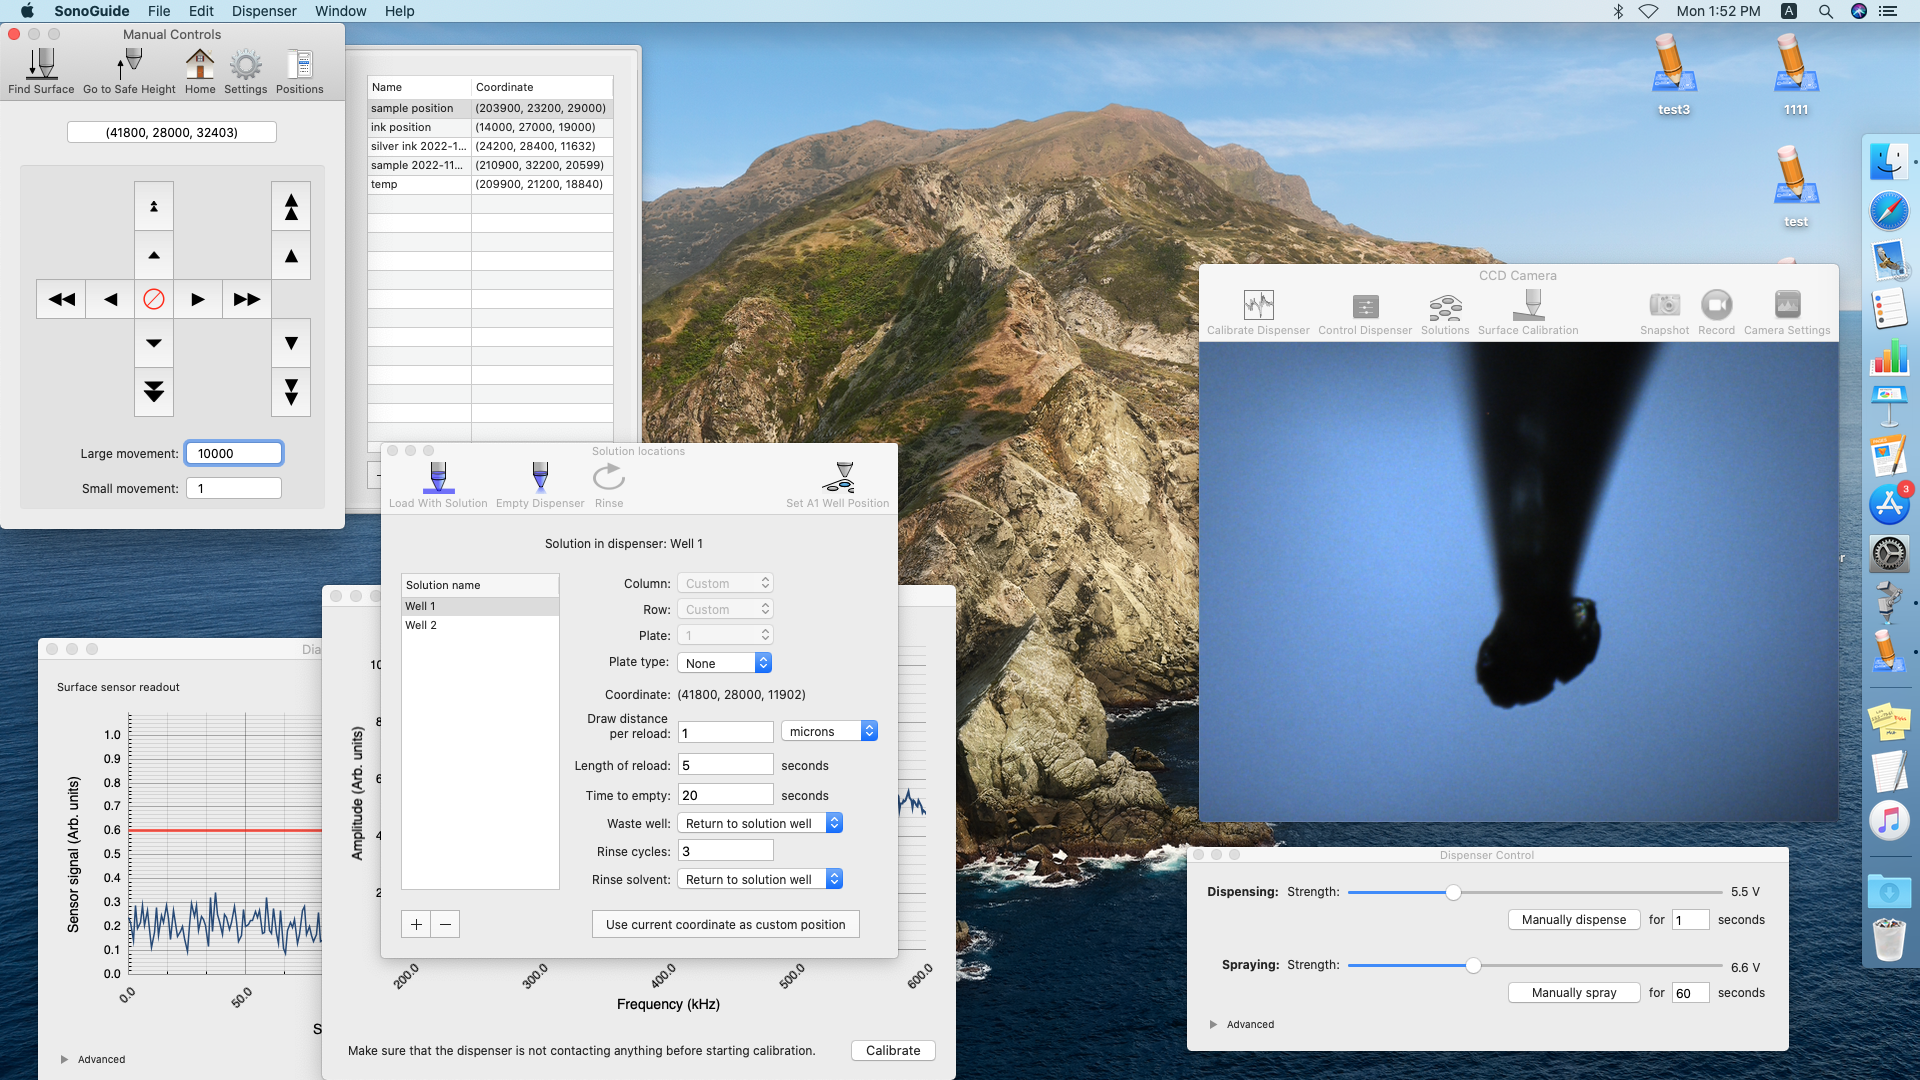 SonoGuide File Edit Dispenser Window Help
Mon 1:52 PM A
Manual Controls
Find Surface Go to Safe Height Home Settings Positions
(41800, 28000, 32403)
Large movement: 10000
Small movement: 1
Name Coordinate
sample position (203900, 23200, 29000)
ink position (14000, 27000, 19000)
silver ink 2022-1... (24200, 28400, 11632)
sample 2022-11... (210900, 32200, 20599)
temp (209900, 21200, 18840)
test3
1111
test
CCD Camera
Calibrate Dispenser Control Dispenser Solutions Surface Calibration Snapshot Record Camera Settings
3
Solution locations
Load With Solution Empty Dispenser Rinse Set A1 Well Position
Solution in dispenser: Well 1
Solution name
Well 1
Well 2
Column: Custom
Row: Custom
Plate: 1
Plate type: None
Coordinate: (41800, 28000, 11902)
Draw distance
per reload: 1 microns
Length of reload: 5 seconds
Time to empty: 20 seconds
Waste well: Return to solution well
Rinse cycles: 3
Rinse solvent: Return to solution well
+ −
Use current coordinate as custom position
Dia
Surface sensor readout
Sensor signal (Arb. units)
1.0
0.9
0.8
0.7
0.6
0.5
0.4
0.3
0.2
0.1
0.0
0.0 50.0
S
Advanced
Amplitude (Arb. units)
10
8
6
4
2
200.0 300.0 400.0 500.0 600.0
Frequency (kHz)
Make sure that the dispenser is not contacting anything before starting calibration. Calibrate
Dispenser Control
Dispensing: Strength: 5.5 V
Manually dispense for 1 seconds
Spraying: Strength: 6.6 V
Manually spray for 60 seconds
Advanced